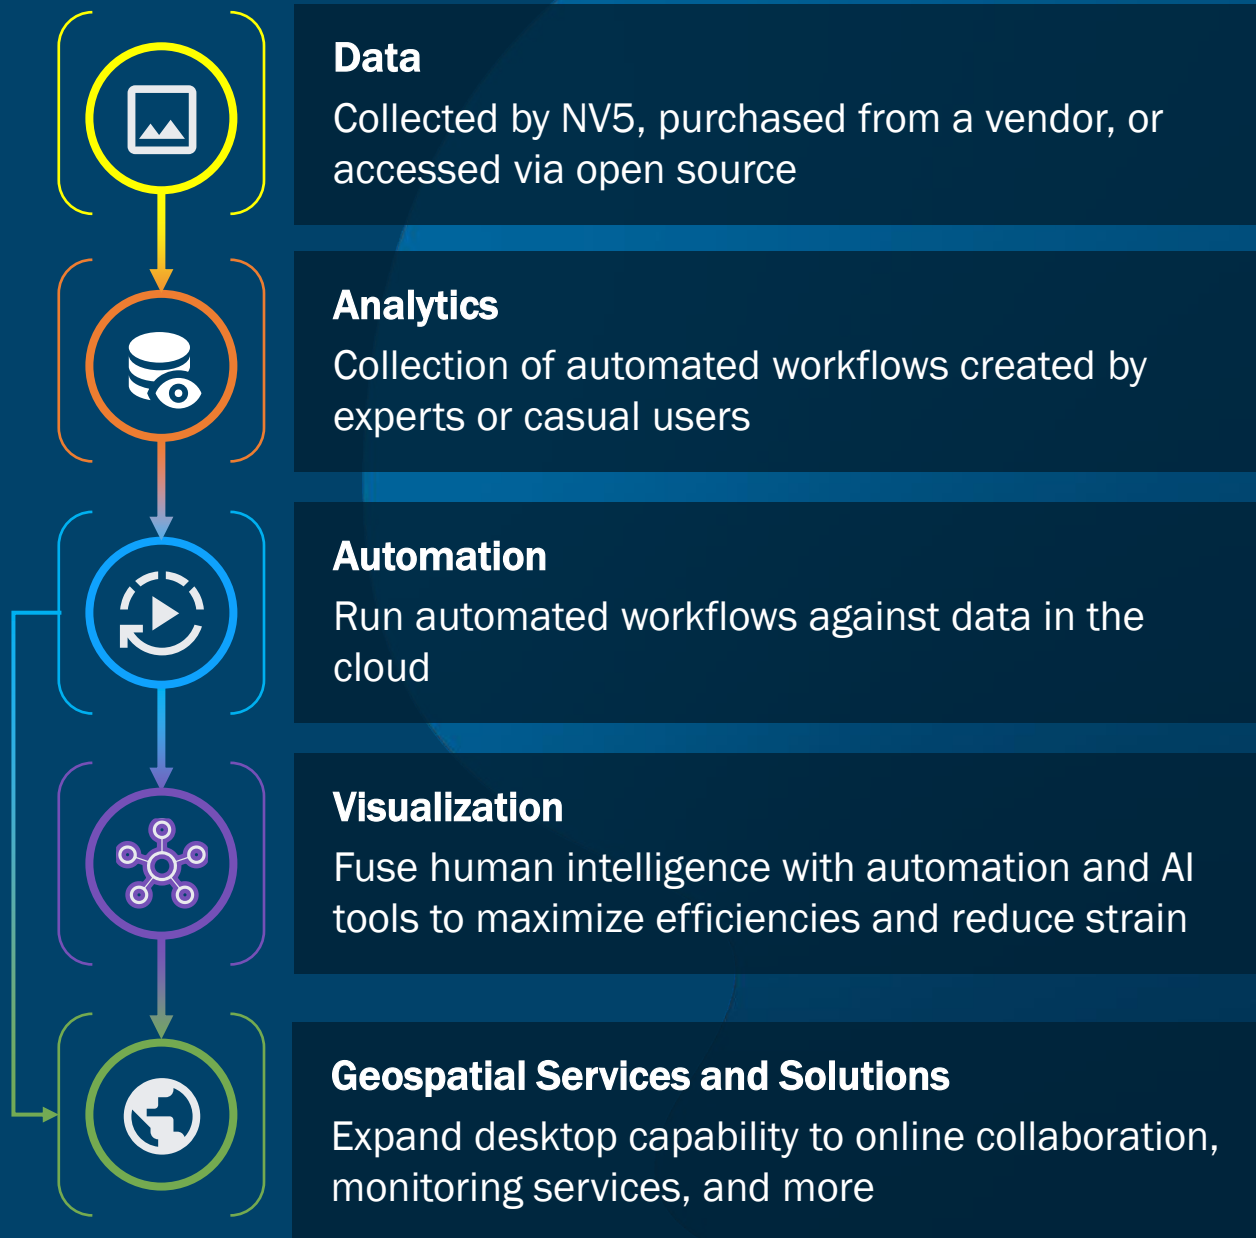 Data
Collected by NV5, purchased from a vendor, or
accessed via open source
Analytics
Collection of automated workflows created by
experts or casual users
Automation
Run automated workflows against data in the
cloud
Visualization
Fuse human intelligence with automation and AI
tools to maximize efficiencies and reduce strain
Geospatial Services and Solutions
Expand desktop capability to online collaboration,
monitoring services, and more